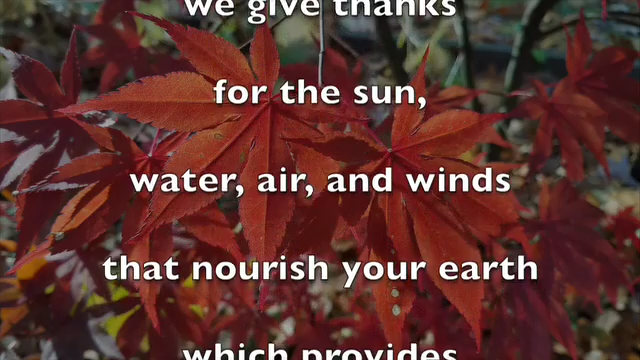 we give thanks
for the sun,
water, air, and winds
that nourish your earth
which provides